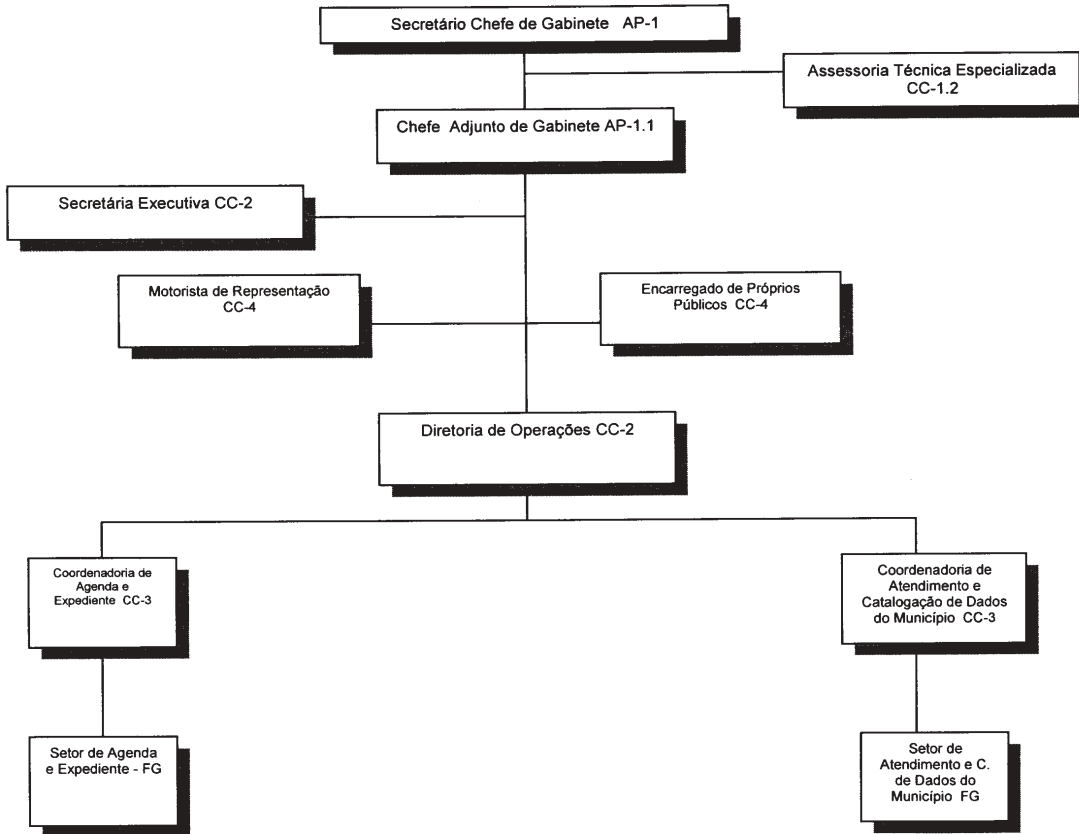 Secretário Chefe de Gabinete AP-1
Assessoria Técnica Especializada
CC-1.2
Chefe Adjunto de Gabinete AP-1.1
Secretária Executiva CC-2
Motorista de Representação
CC-4
Encarregado de Próprios
Públicos CC-4
Diretoria de Operações CC-2
Coordenadoria de
Agenda e
Expediente CC-3
Coordenadoria de
Atendimento e
Catalogação de Dados
do Município CC-3
Setor de Agenda
e Expediente - FG
Setor de
Atendimento e C.
de Dados do
Município FG